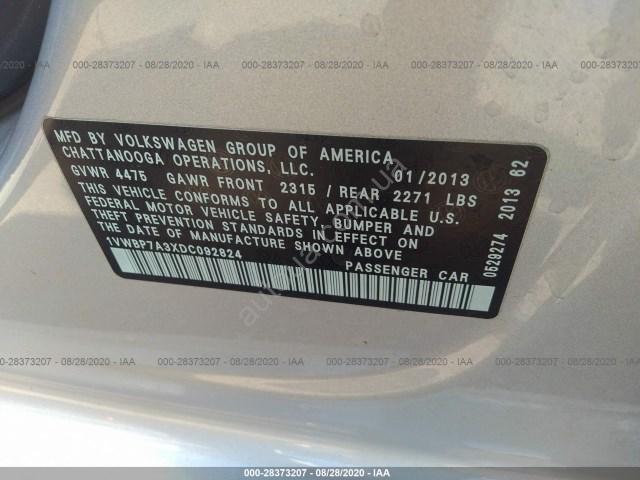 000-28373207 - 08/28/2020 - IAA 000-28373207 - 08/28/2020 - IAA 000-28373207 - 08/28/2020 - IAA
MFD BY VOLKSWAGEN GROUP OF AMERICA
CHATTANOOGA OPERATIONS, LLC. 01/2013
GVWR 4475 GAWR FRONT 2315 / REAR 2271 LBS
THIS VEHICLE CONFORMS TO ALL APPLICABLE U.S.
FEDERAL MOTOR VEHICLE SAFETY, BUMPER AND
THEFT PREVENTION STANDARDS IN EFFECT ON
THE DATE OF MANUFACTURE SHOWN ABOVE
1VWBP7A3XDC092824 PASSENGER CAR
0529274 2013 62
000-28373207 - 08/28/2020 - IAA 000-28373207 - 08/28/2020 - IAA 000-28373207 - 08/28/2020 - IAA
000-28373207 - 08/28/2020 - IAA